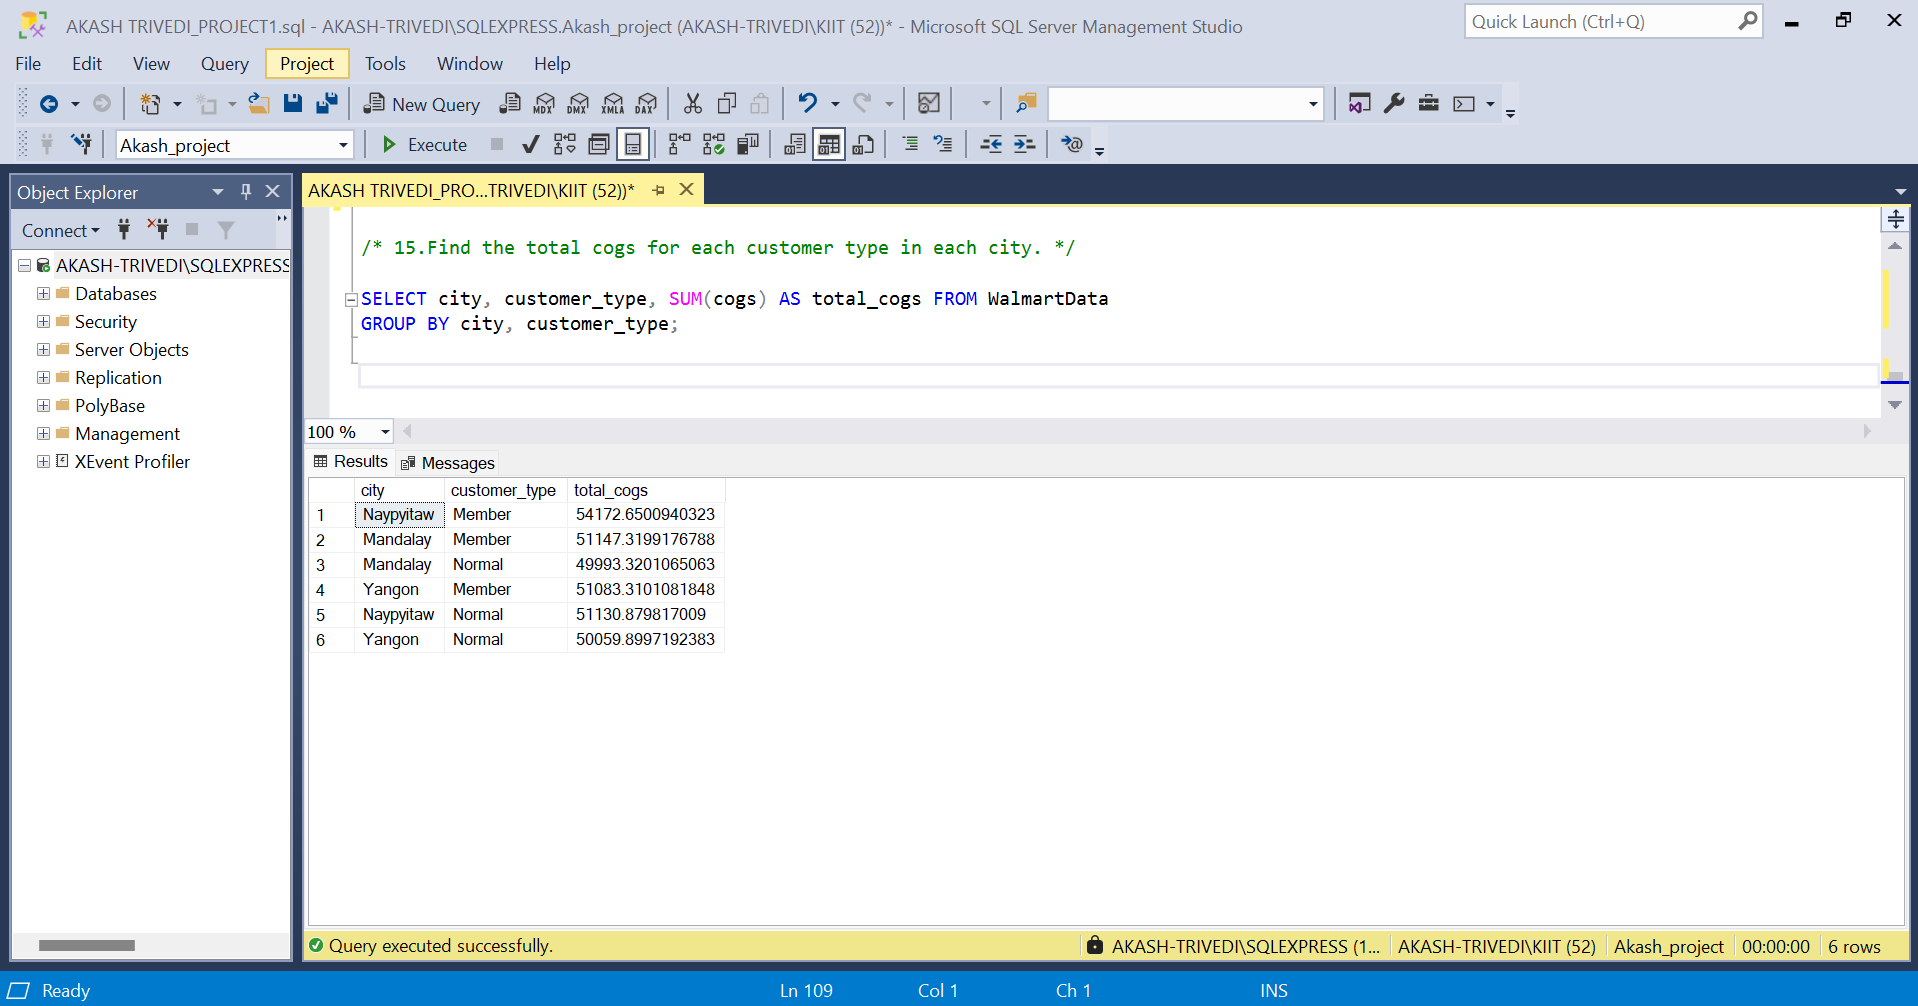 AKASH TRIVEDI_PROJECT1.sql - AKASH-TRIVEDI\SQLEXPRESS.Akash_project (AKASH-TRIVEDI\KIIT (52))* - Microsoft SQL Server Management Studio
Quick Launch (Ctrl+Q)
File Edit View Query Project Tools Window Help
New Query MDX DMX XMLA DAX
Akash_project Execute
Object Explorer
Connect
AKASH-TRIVEDI\SQLEXPRESS
Databases
Security
Server Objects
Replication
PolyBase
Management
XEvent Profiler
AKASH TRIVEDI_PRO...TRIVEDI\KIIT (52))*
/* 15.Find the total cogs for each customer type in each city. */
SELECT city, customer_type, SUM(cogs) AS total_cogs FROM WalmartData
GROUP BY city, customer_type;
100 %
Results Messages
city customer_type total_cogs
1 Naypyitaw Member 54172.6500940323
2 Mandalay Member 51147.3199176788
3 Mandalay Normal 49993.3201065063
4 Yangon Member 51083.3101081848
5 Naypyitaw Normal 51130.879817009
6 Yangon Normal 50059.8997192383
Query executed successfully. AKASH-TRIVEDI\SQLEXPRESS (1... AKASH-TRIVEDI\KIIT (52) Akash_project 00:00:00 6 rows
Ready Ln 109 Col 1 Ch 1 INS